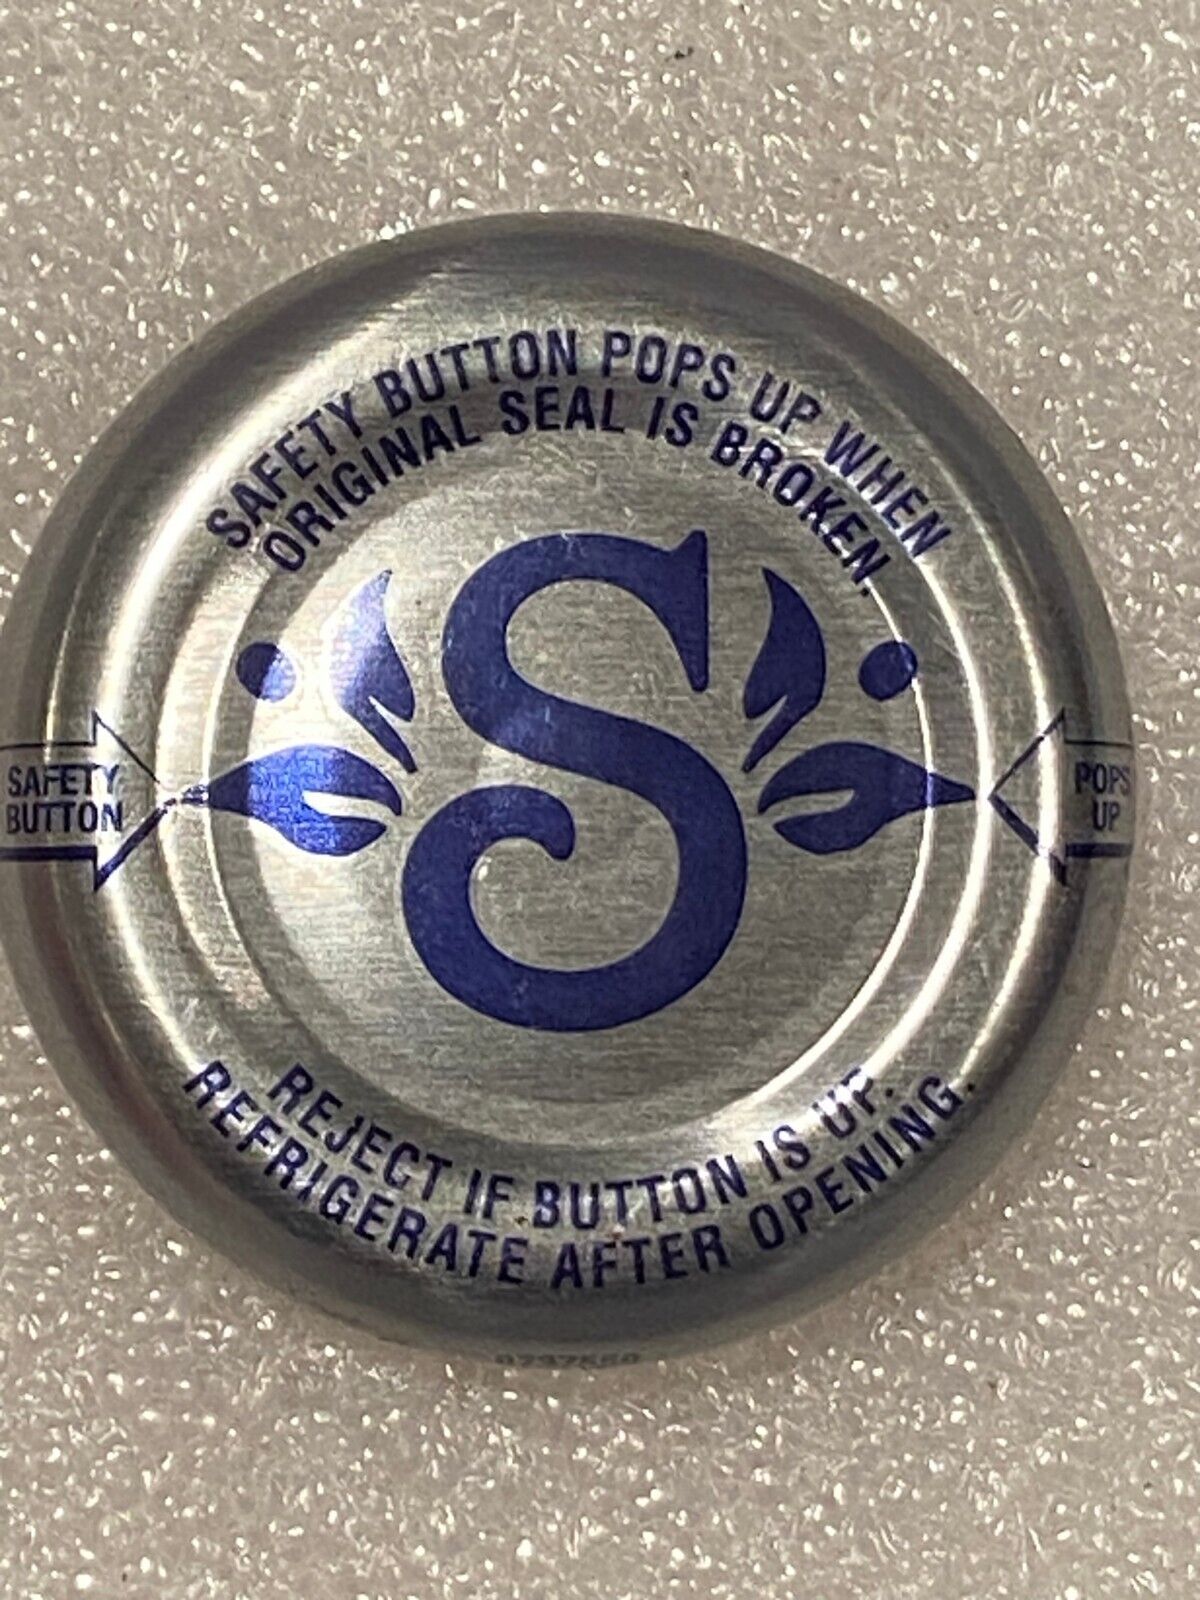 SAFETY BUTTON POPS UP WHEN
ORIGINAL SEAL IS BROKEN.
S
SAFETY
BUTTON
POPS
UP
REJECT IF BUTTON IS UP.
REFRIGERATE AFTER OPENING.